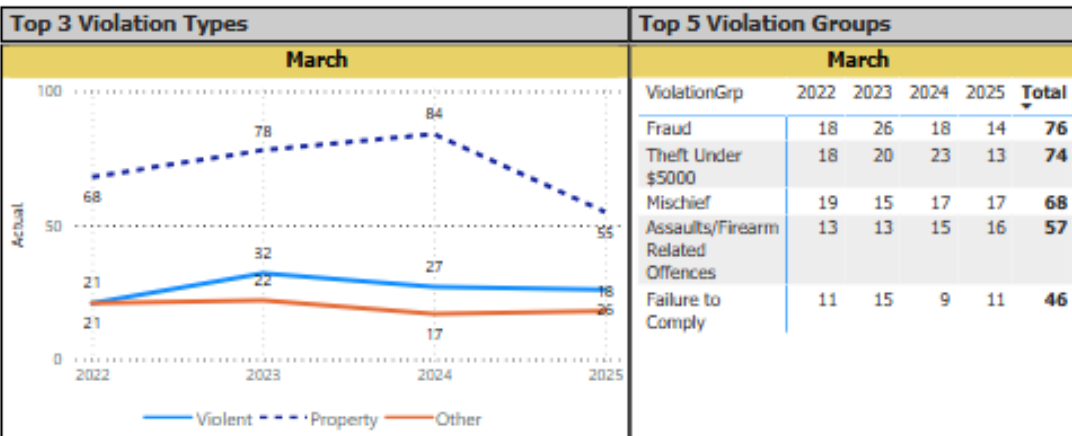 Top 3 Violation Types
March
100
84
78
68
Actual
50
55
32
27
21
22
18
26
21
17
0
2022 2023 2024 2025
Violent Property Other
Top 5 Violation Groups
March
ViolationGrp 2022 2023 2024 2025 Total
Fraud 18 26 18 14 76
Theft Under 18 20 23 13 74
$5000
Mischief 19 15 17 17 68
Assaults/Firearm 13 13 15 16 57
Related
Offences
Failure to 11 15 9 11 46
Comply